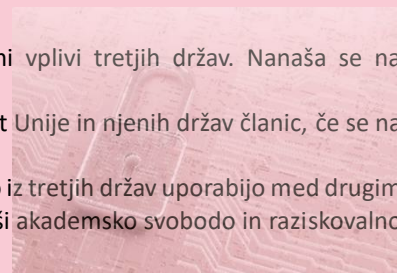 ni vplivi tretjih držav. Nanaša se na
t Unije in njenih držav članic, če se na
iz tretjih držav uporabijo med drugim
ši akademsko svobodo in raziskovalno